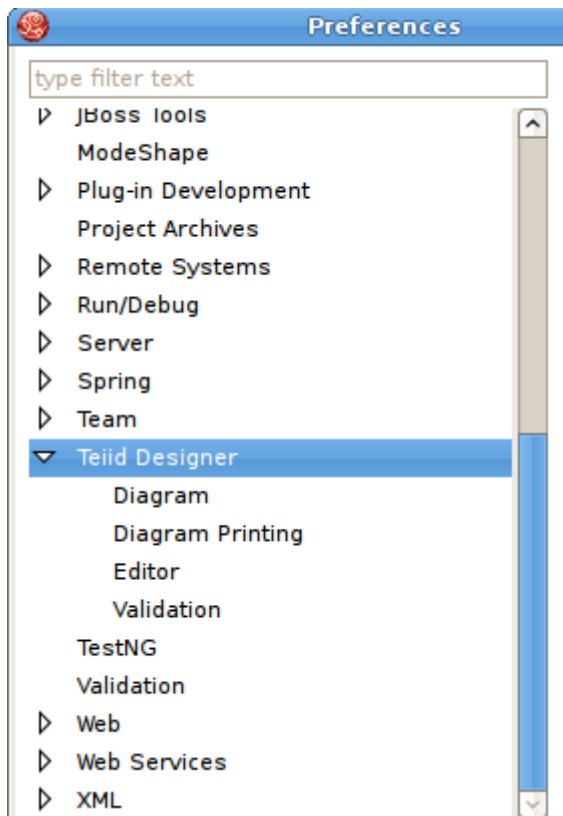 Preferences
type filter text
JBoss Tools
ModeShape
Plug-in Development
Project Archives
Remote Systems
Run/Debug
Server
Spring
Team
Teiid Designer
Diagram
Diagram Printing
Editor
Validation
TestNG
Validation
Web
Web Services
XML